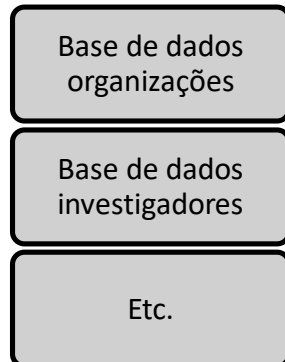 Base de dados
organizações
Base de dados
investigadores
Etc.